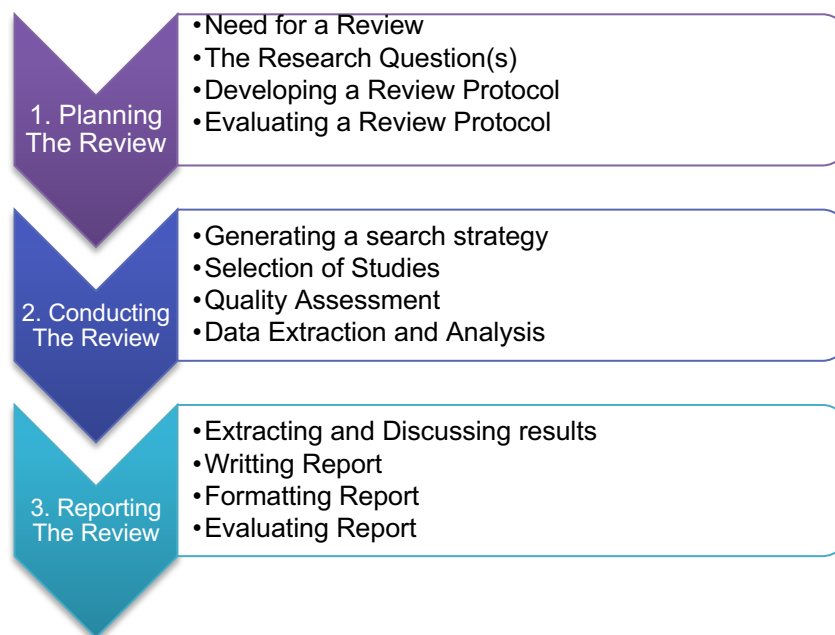 1. Planning
The Review
•Need for a Review
•The Research Question(s)
•Developing a Review Protocol
•Evaluating a Review Protocol
2. Conducting
The Review
•Generating a search strategy
•Selection of Studies
•Quality Assessment
•Data Extraction and Analysis
3. Reporting
The Review
•Extracting and Discussing results
•Writting Report
•Formatting Report
•Evaluating Report